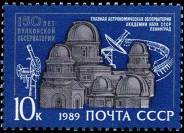 150 ЛЕТ
ПУЛКОВСКОЙ
ОБСЕРВАТОРИИ
ГЛАВНАЯ АСТРОНОМИЧЕСКАЯ ОБСЕРВАТОРИЯ
АКАДЕМИИ НАУК СССР
ЛЕНИНГРАД
10к 1989 ПОЧТА СССР